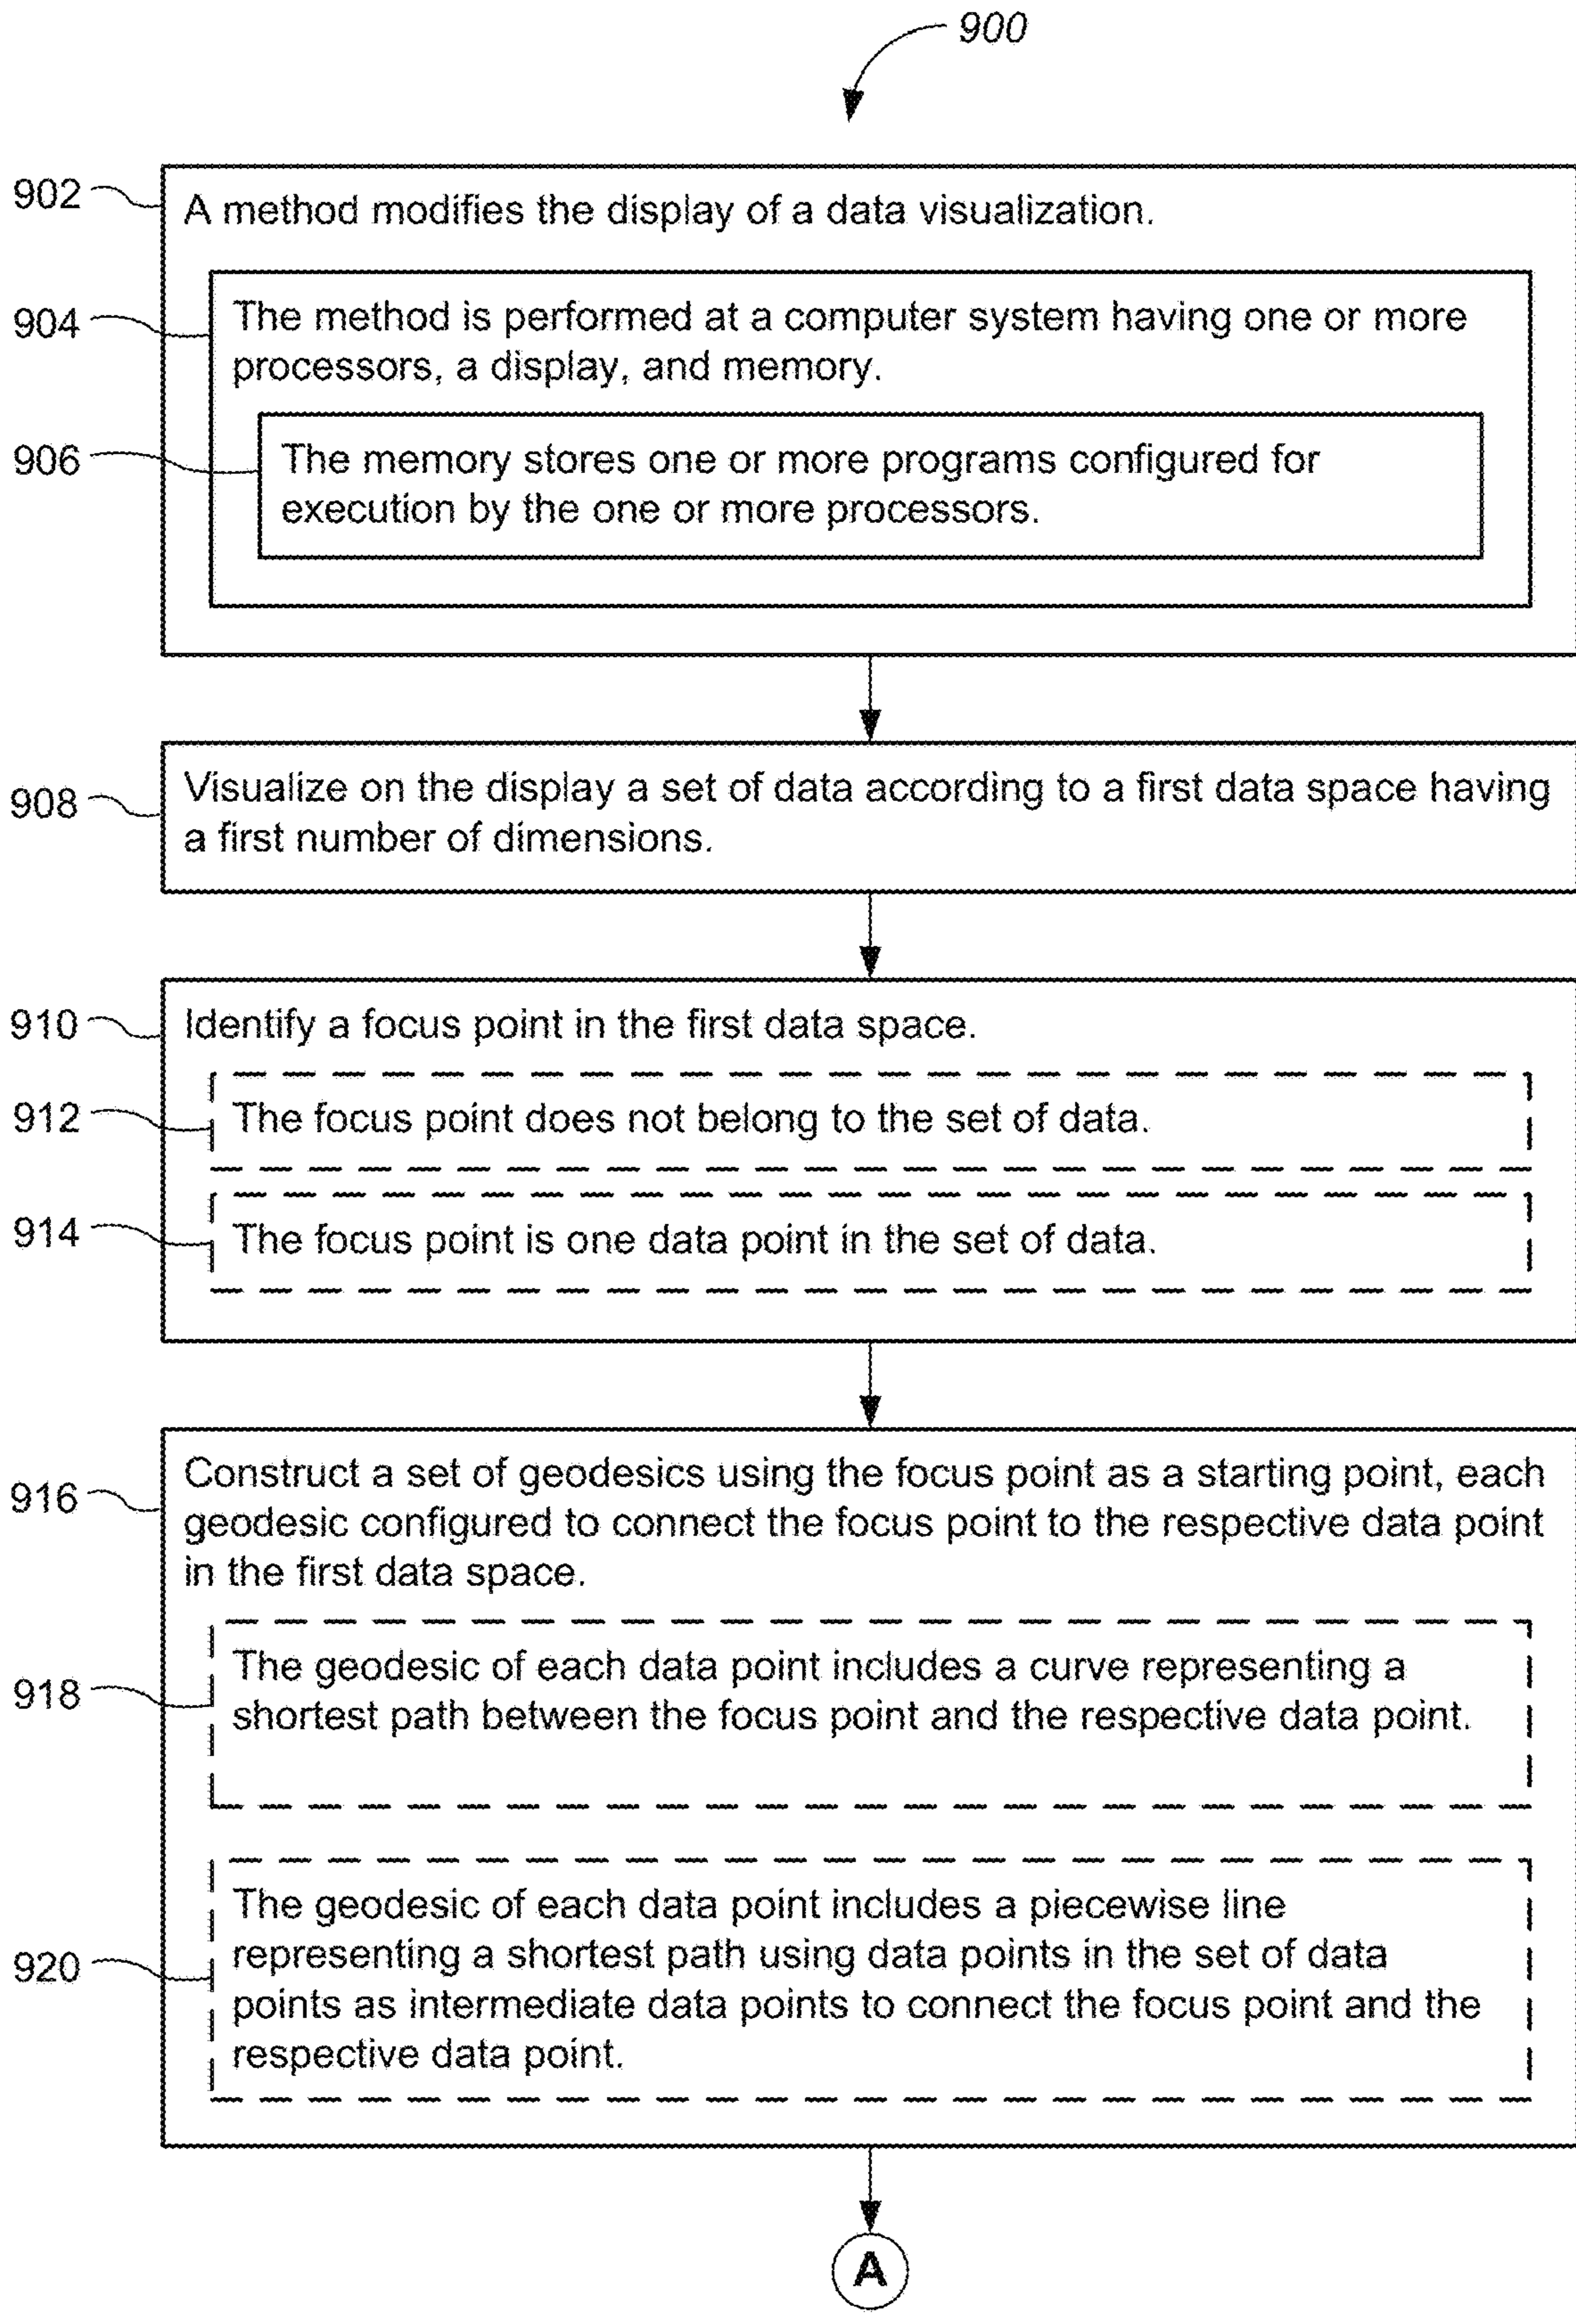 900
902
A method modifies the display of a data visualization.
904
The method is performed at a computer system having one or more
processors, a display, and memory.
906
The memory stores one or more programs configured for
execution by the one or more processors.
908
Visualize on the display a set of data according to a first data space having
a first number of dimensions.
910
Identify a focus point in the first data space.
912
The focus point does not belong to the set of data.
914
The focus point is one data point in the set of data.
916
Construct a set of geodesics using the focus point as a starting point, each
geodesic configured to connect the focus point to the respective data point
in the first data space.
918
The geodesic of each data point includes a curve representing a
shortest path between the focus point and the respective data point.
920
The geodesic of each data point includes a piecewise line
representing a shortest path using data points in the set of data
points as intermediate data points to connect the focus point and the
respective data point.
A